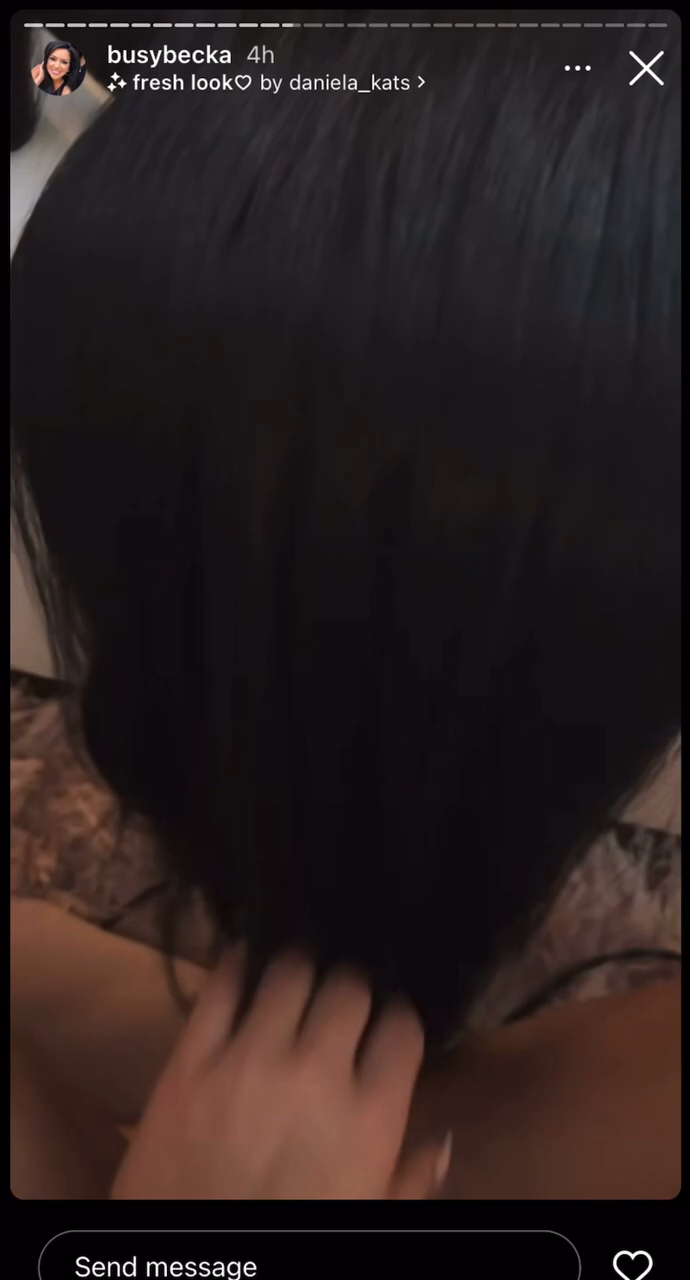 busybecka 4h
✨ fresh look♡ by daniela_kats >
Send message